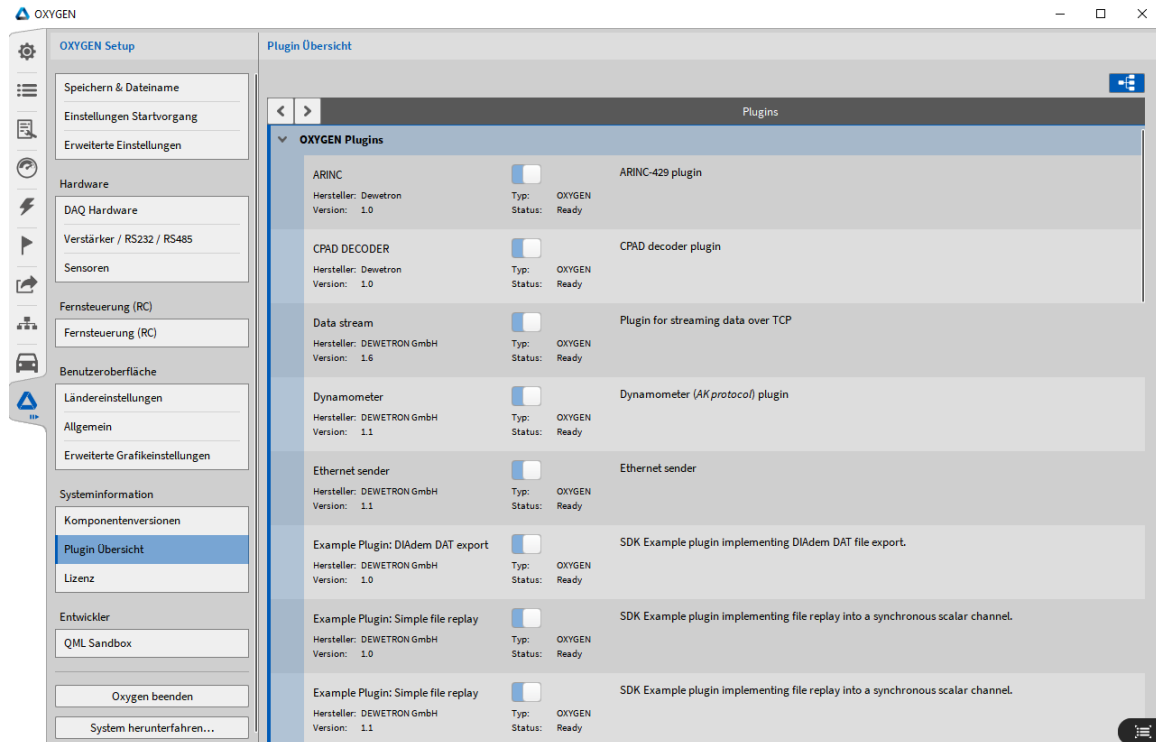 OXYGEN
OXYGEN Setup
Speichern & Dateiname
Einstellungen Startvorgang
Erweiterte Einstellungen
Hardware
DAQ Hardware
Verstärker / RS232 / RS485
Sensoren
Fernsteuerung (RC)
Fernsteuerung (RC)
Benutzeroberfläche
Ländereinstellungen
Allgemein
Erweiterte Grafikeinstellungen
Systeminformation
Komponentenversionen
Plugin Übersicht
Lizenz
Entwickler
QML Sandbox
Oxygen beenden
System herunterfahren...
Plugin Übersicht
Plugins
OXYGEN Plugins
ARINC
Hersteller: Dewetron
Version: 1.0
Typ: OXYGEN
Status: Ready
ARINC-429 plugin
CPAD DECODER
Hersteller: Dewetron
Version: 1.0
Typ: OXYGEN
Status: Ready
CPAD decoder plugin
Data stream
Hersteller: DEWETRON GmbH
Version: 1.6
Typ: OXYGEN
Status: Ready
Plugin for streaming data over TCP
Dynamometer
Hersteller: DEWETRON GmbH
Version: 1.1
Typ: OXYGEN
Status: Ready
Dynamometer (AK protocol) plugin
Ethernet sender
Hersteller: DEWETRON GmbH
Version: 1.1
Typ: OXYGEN
Status: Ready
Ethernet sender
Example Plugin: DIAdem DAT export
Hersteller: DEWETRON GmbH
Version: 1.0
Typ: OXYGEN
Status: Ready
SDK Example plugin implementing DIAdem DAT file export.
Example Plugin: Simple file replay
Hersteller: DEWETRON GmbH
Version: 1.0
Typ: OXYGEN
Status: Ready
SDK Example plugin implementing file replay into a synchronous scalar channel.
Example Plugin: Simple file replay
Hersteller: DEWETRON GmbH
Version: 1.1
Typ: OXYGEN
Status: Ready
SDK Example plugin implementing file replay into a synchronous scalar channel.